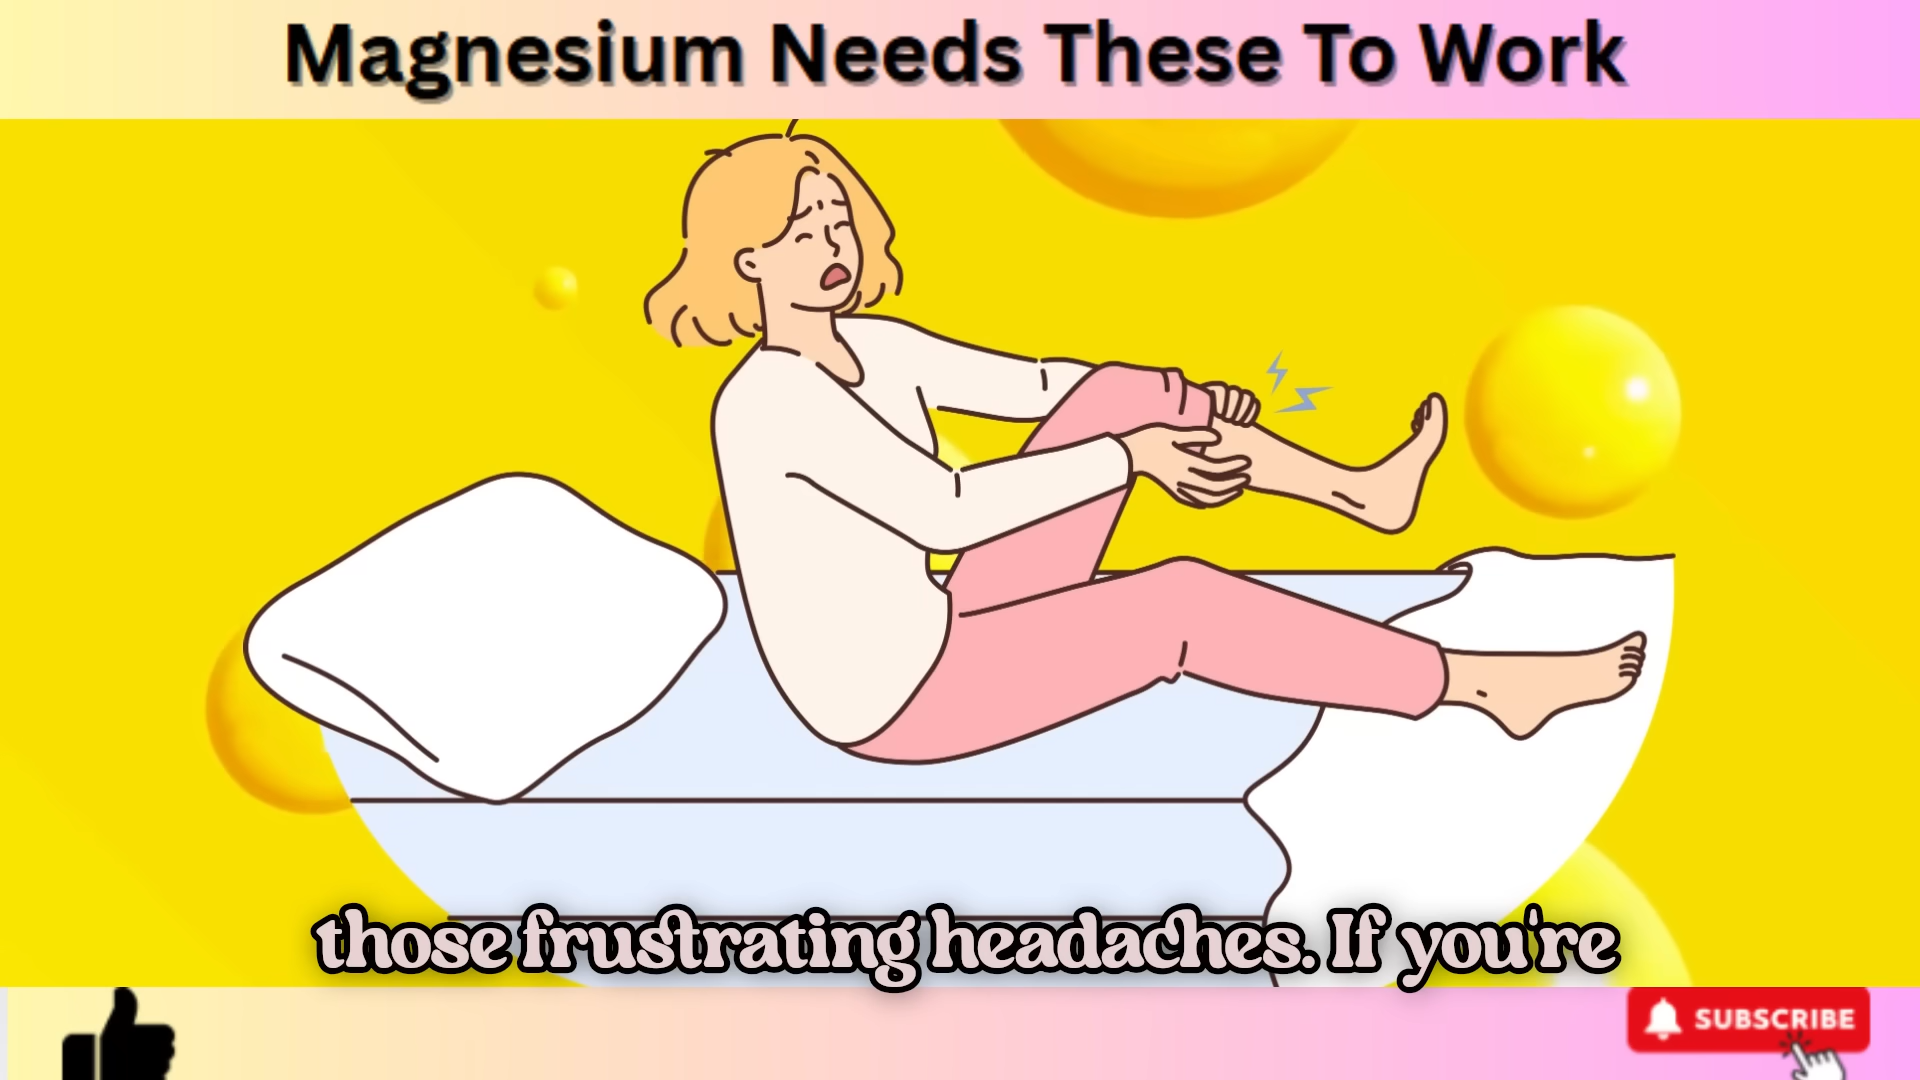 Magnesium Needs These To Work
those frustrating headaches. If you're
SUBSCRIBE